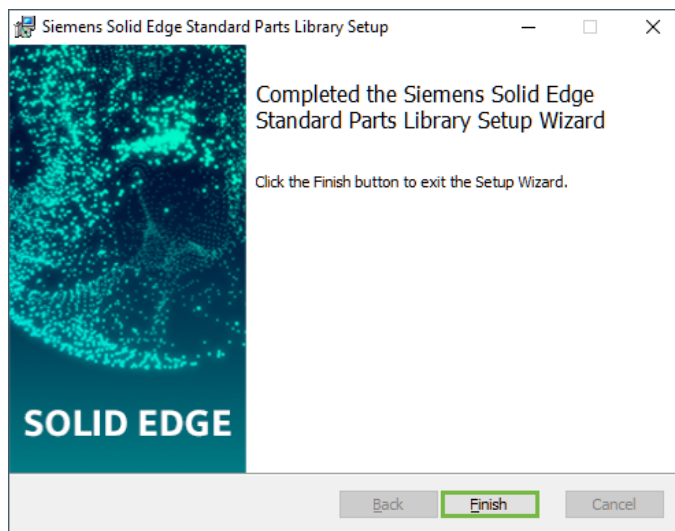 Siemens Solid Edge Standard Parts Library Setup
Completed the Siemens Solid Edge
Standard Parts Library Setup Wizard
Click the Finish button to exit the Setup Wizard.
SOLID EDGE
Back
Finish
Cancel